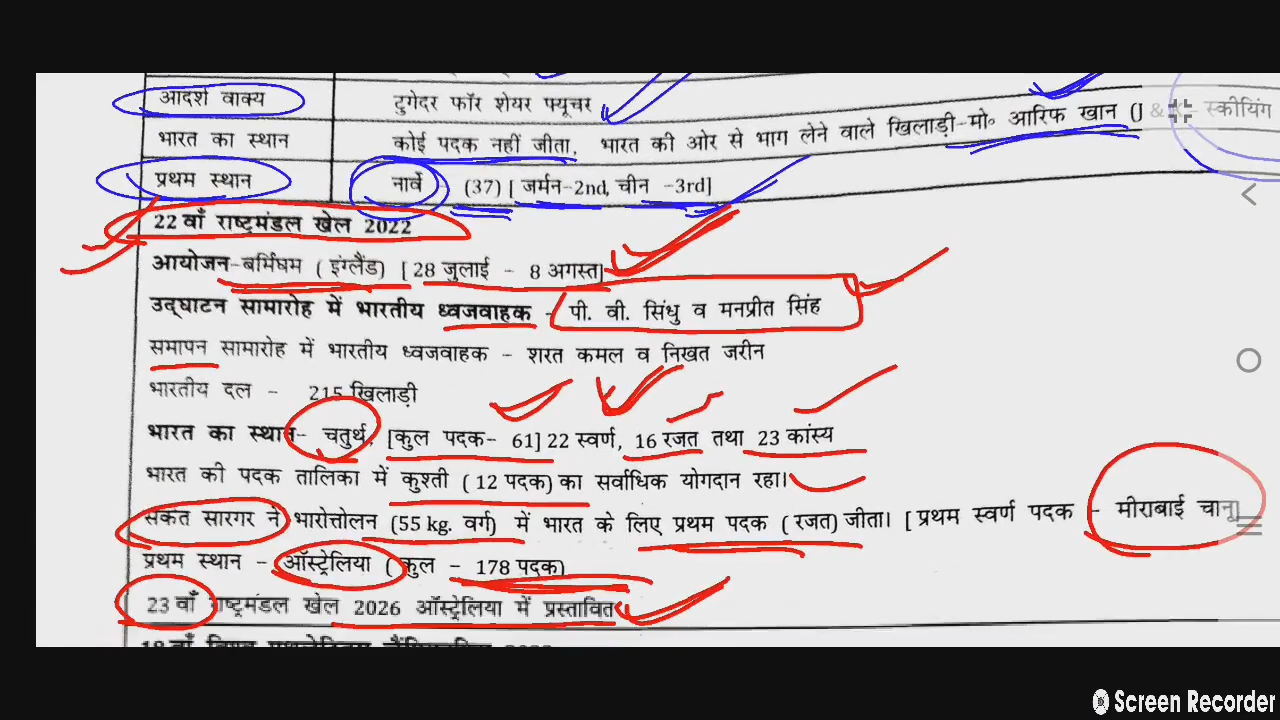 आदर्श वाक्य टुगेदर फॉर शेयर फ्यूचर
भारत का स्थान कोई पदक नहीं जीता, भारत की ओर से भाग लेने वाले खिलाड़ी-मो० आरिफ खान (J & स्कीयिंग
प्रथम स्थान नार्वे - (37) [ जर्मन-2nd, चीन -3rd]
22 वाँ राष्ट्रमंडल खेल 2022
आयोजन-बर्मिंघम ( इंग्लैंड) [ 28 जुलाई - 8 अगस्त]
उद्घाटन सामारोह में भारतीय ध्वजवाहक - पी. वी. सिंधु व मनप्रीत सिंह
समापन सामारोह में भारतीय ध्वजवाहक - शरत कमल व निखत जरीन
भारतीय दल - 215 खिलाड़ी
भारत का स्थान- चतुर्थ, [कुल पदक- 61] 22 स्वर्ण, 16 रजत तथा 23 कांस्य
भारत की पदक तालिका में कुश्ती ( 12 पदक) का सर्वाधिक योगदान रहा।
संकेत सारगर ने भारोत्तोलन (55 kg. वर्ग) में भारत के लिए प्रथम पदक ( रजत) जीता। [ प्रथम स्वर्ण पदक - मीराबाई चानू]
प्रथम स्थान - ऑस्ट्रेलिया ( कुल - 178 पदक)
23 वाँ राष्ट्रमंडल खेल 2026 ऑस्ट्रेलिया में प्रस्तावित
Screen Recorder